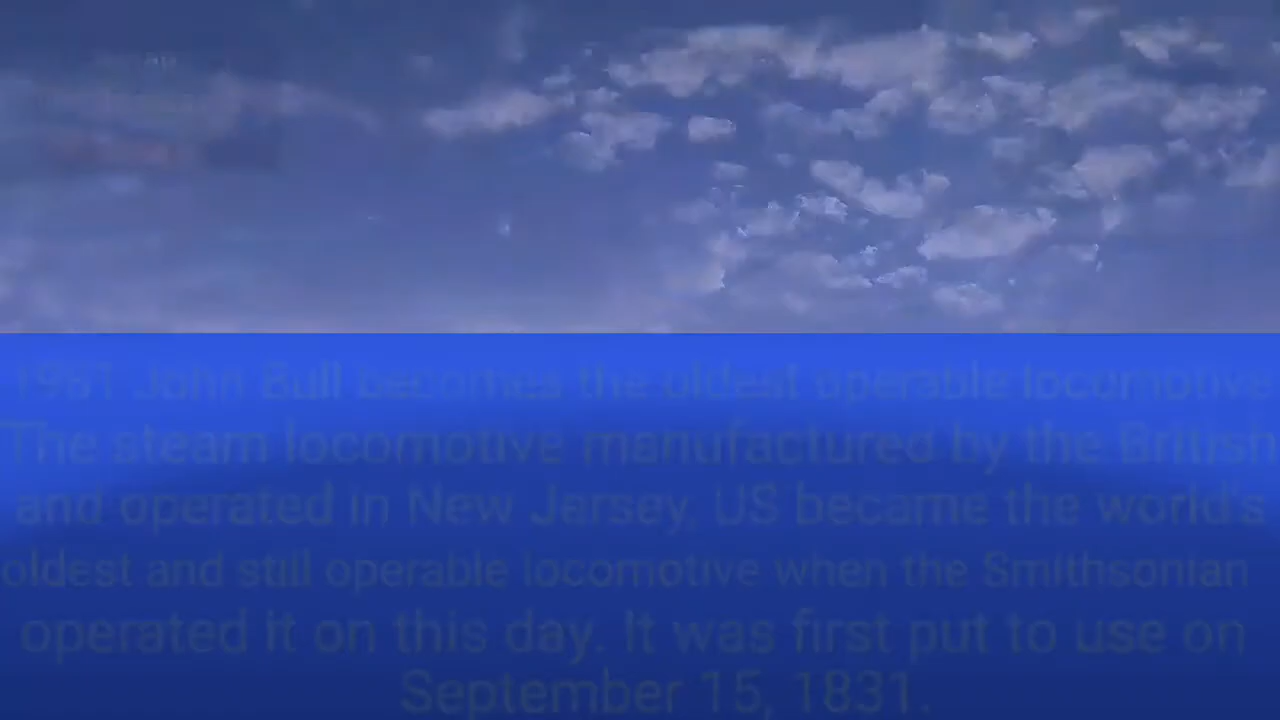 1981 John Bull becomes the oldest operable locomotive
The steam locomotive manufactured by the British
and operated in New Jersey, US became the world's
oldest and still operable locomotive when the Smithsonian
operated it on this day. It was first put to use on
September 15, 1831.